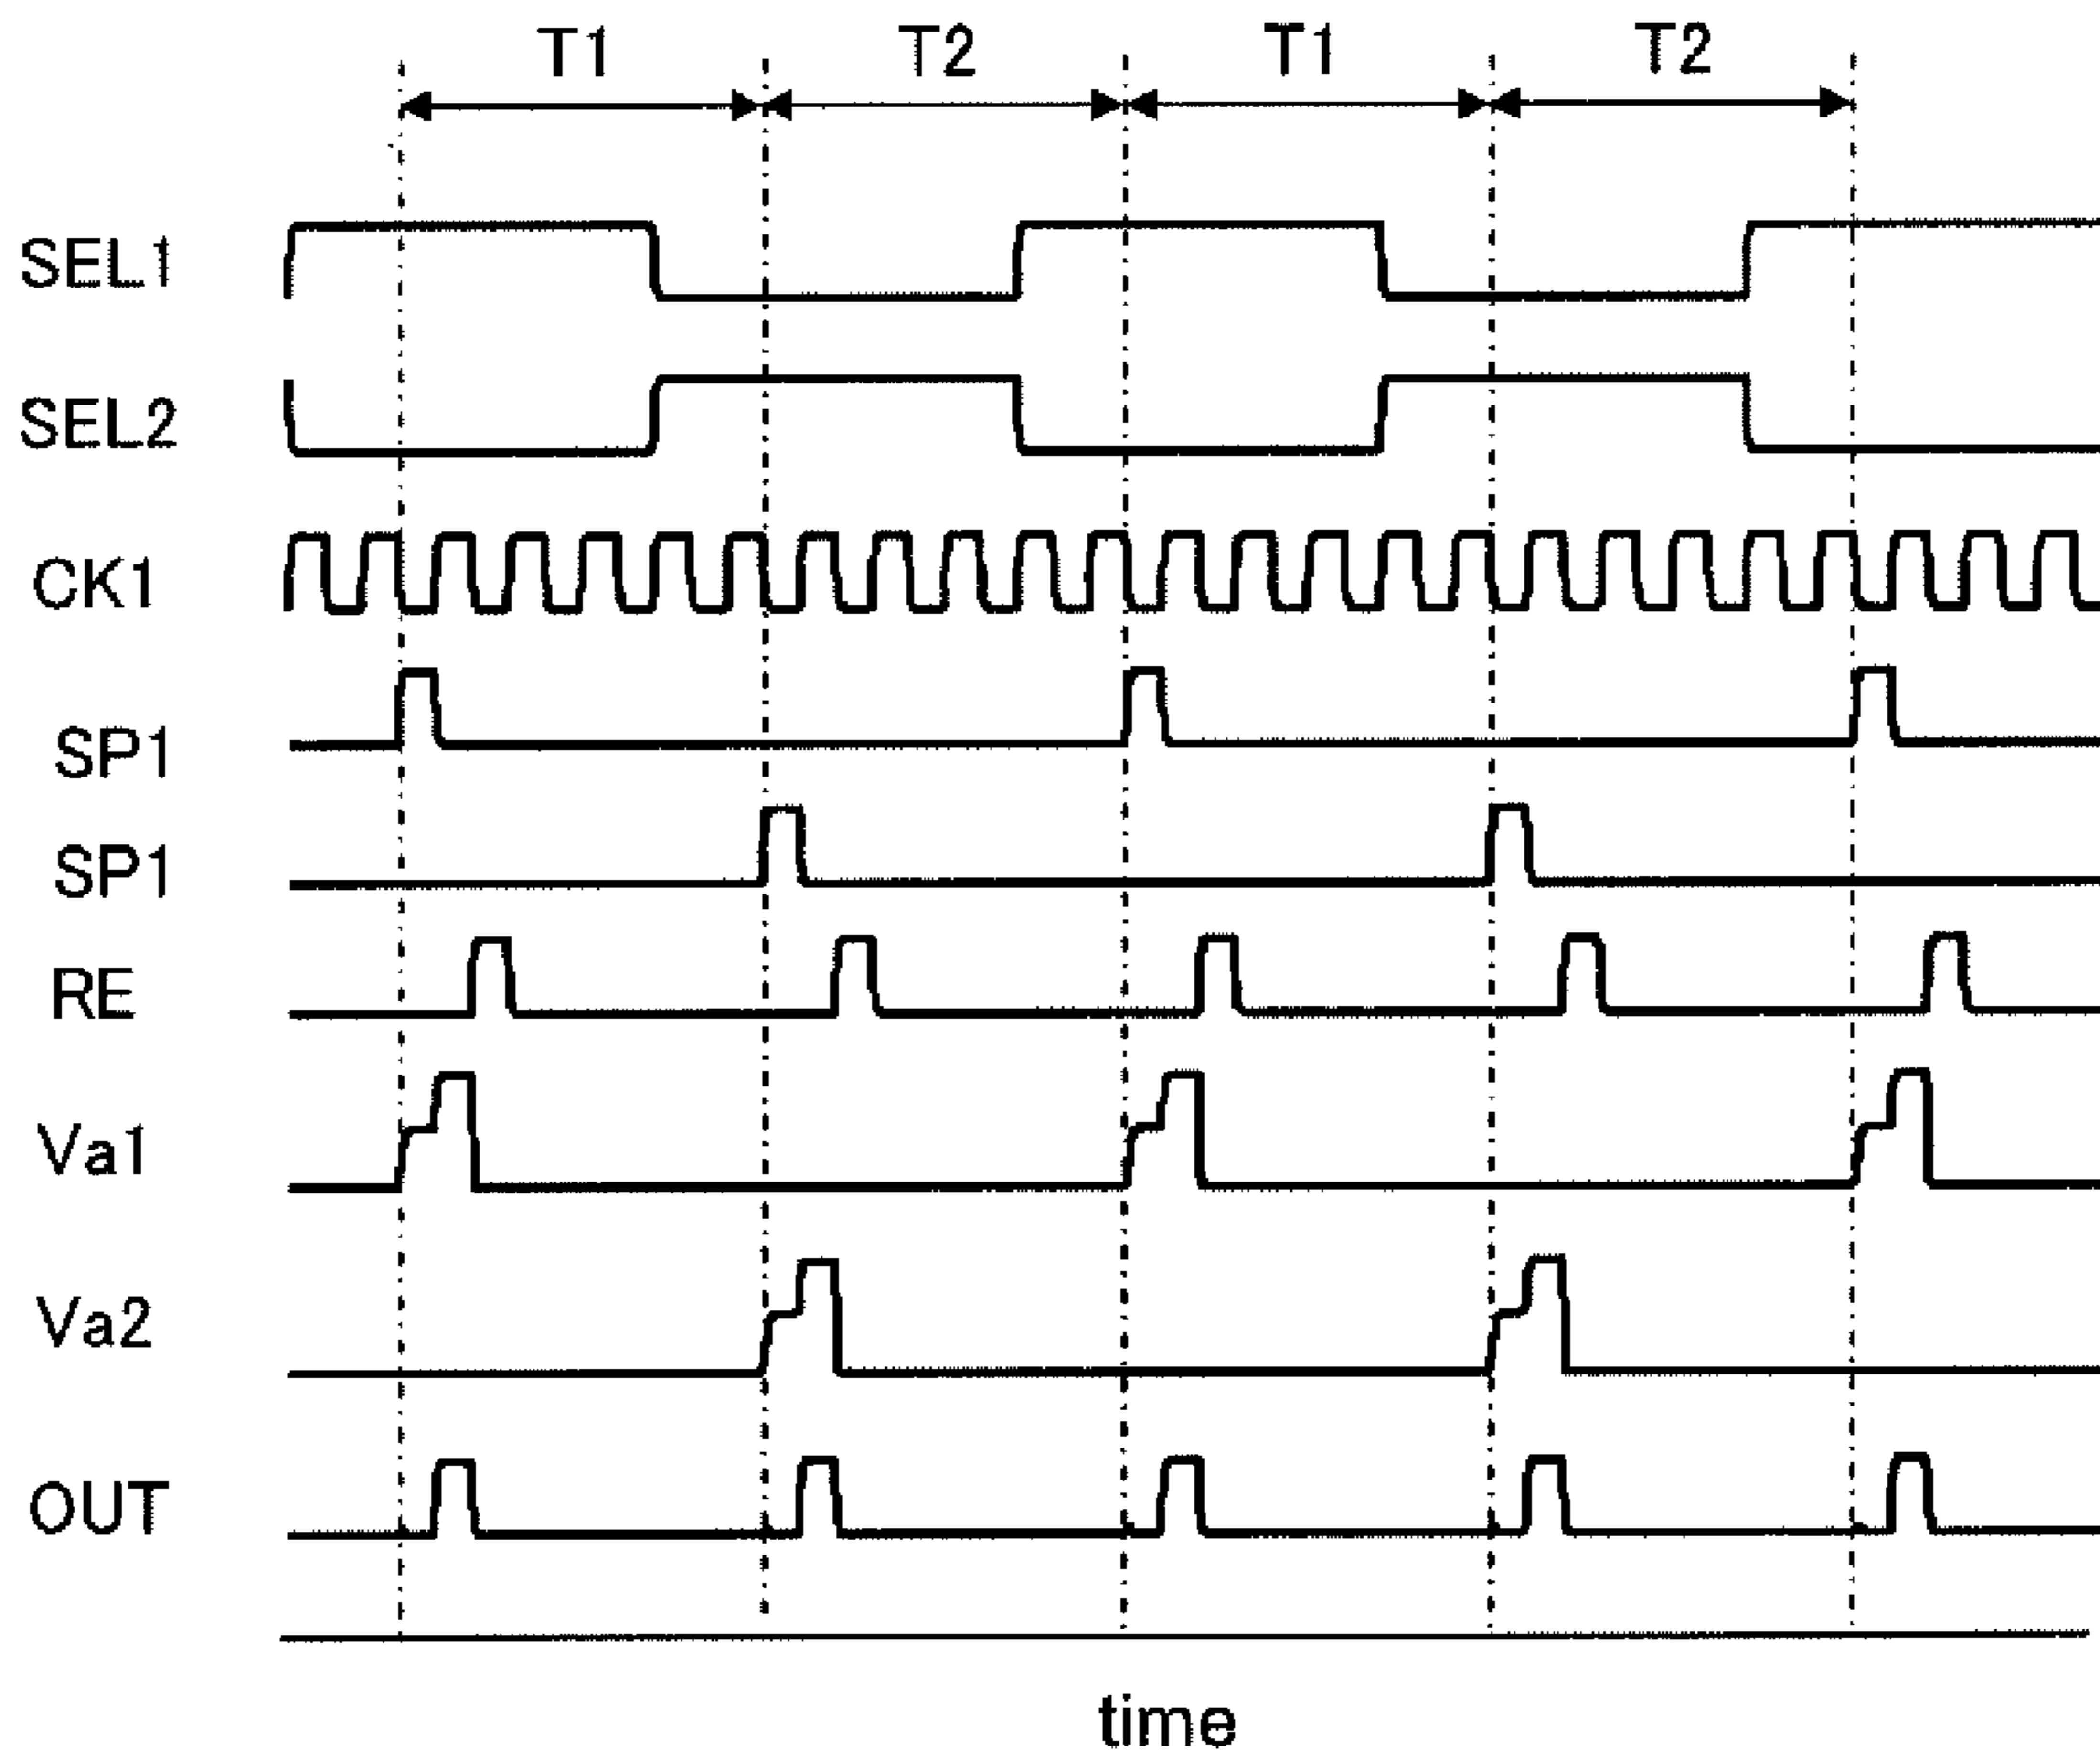 T1 T2 T1 T2
SEL1
SEL2
CK1
SP1
SP1
RE
Va1
Va2
OUT
time